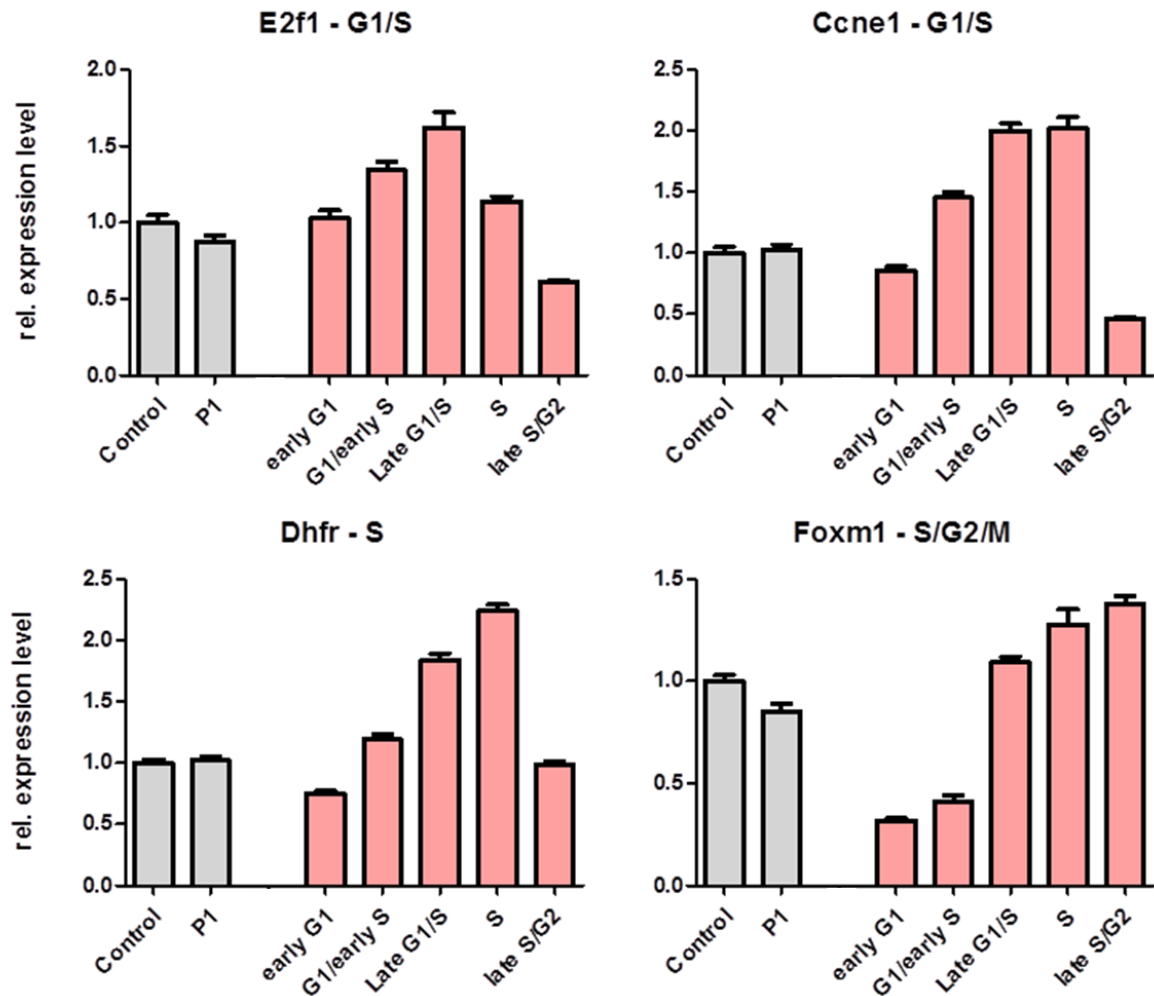 E2f1 - G1/S
rel. expression level
2.0
1.5
1.0
0.5
0.0
Control
P1
early G1
G1/early S
Late G1/S
S
late S/G2
Ccne1 - G1/S
2.5
2.0
1.5
1.0
0.5
0.0
Control
P1
early G1
G1/early S
Late G1/S
S
late S/G2
Dhfr - S
rel. expression level
2.5
2.0
1.5
1.0
0.5
0.0
Control
P1
early G1
G1/early S
Late G1/S
S
late S/G2
Foxm1 - S/G2/M
1.5
1.0
0.5
0.0
Control
P1
early G1
G1/early S
Late G1/S
S
late S/G2